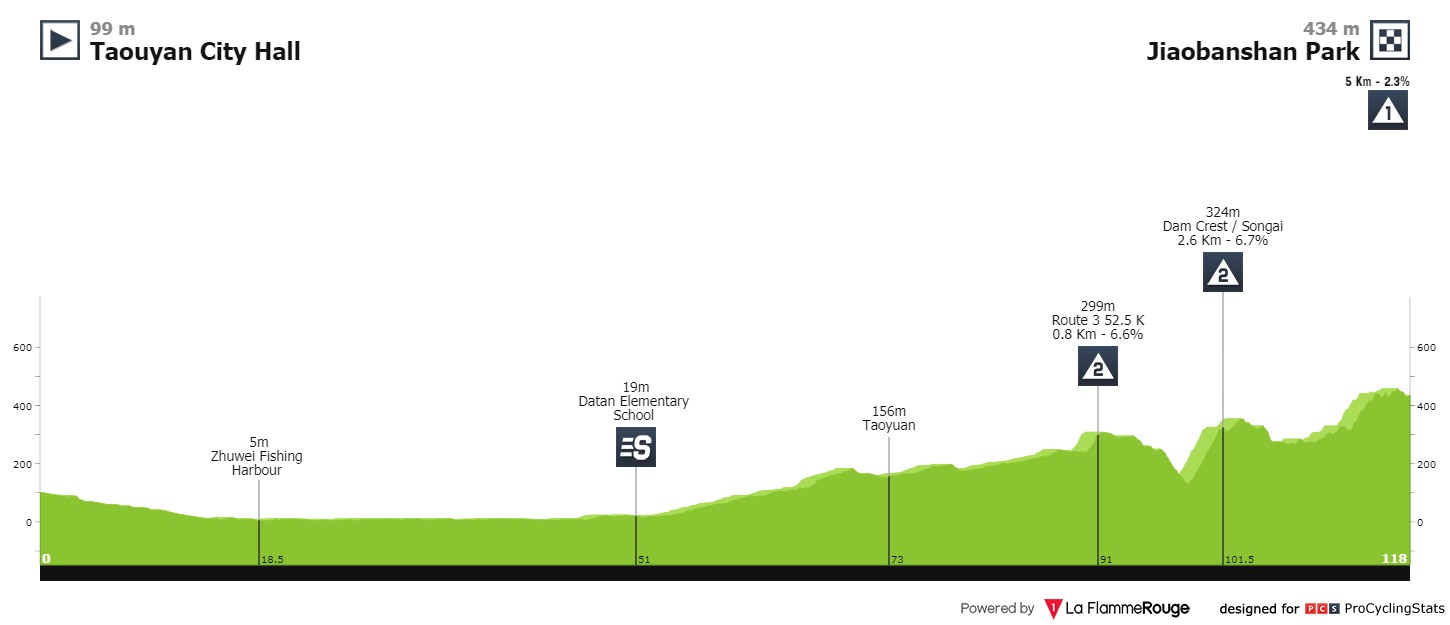 99 m
Taouyan City Hall
434 m
Jiaobanshan Park
5 Km - 2.3%
1
324m
Dam Crest / Songai
2.6 Km - 6.7%
2
299m
Route 3 52.5 K
0.8 Km - 6.6%
2
19m
Datan Elementary
School
S
156m
Taoyuan
5m
Zhuwei Fishing
Harbour
600
400
200
0
600
400
200
0
0
18.5
51
73
91
101.5
118
Powered by 1 La FlammeRouge designed for PCS ProCyclingStats